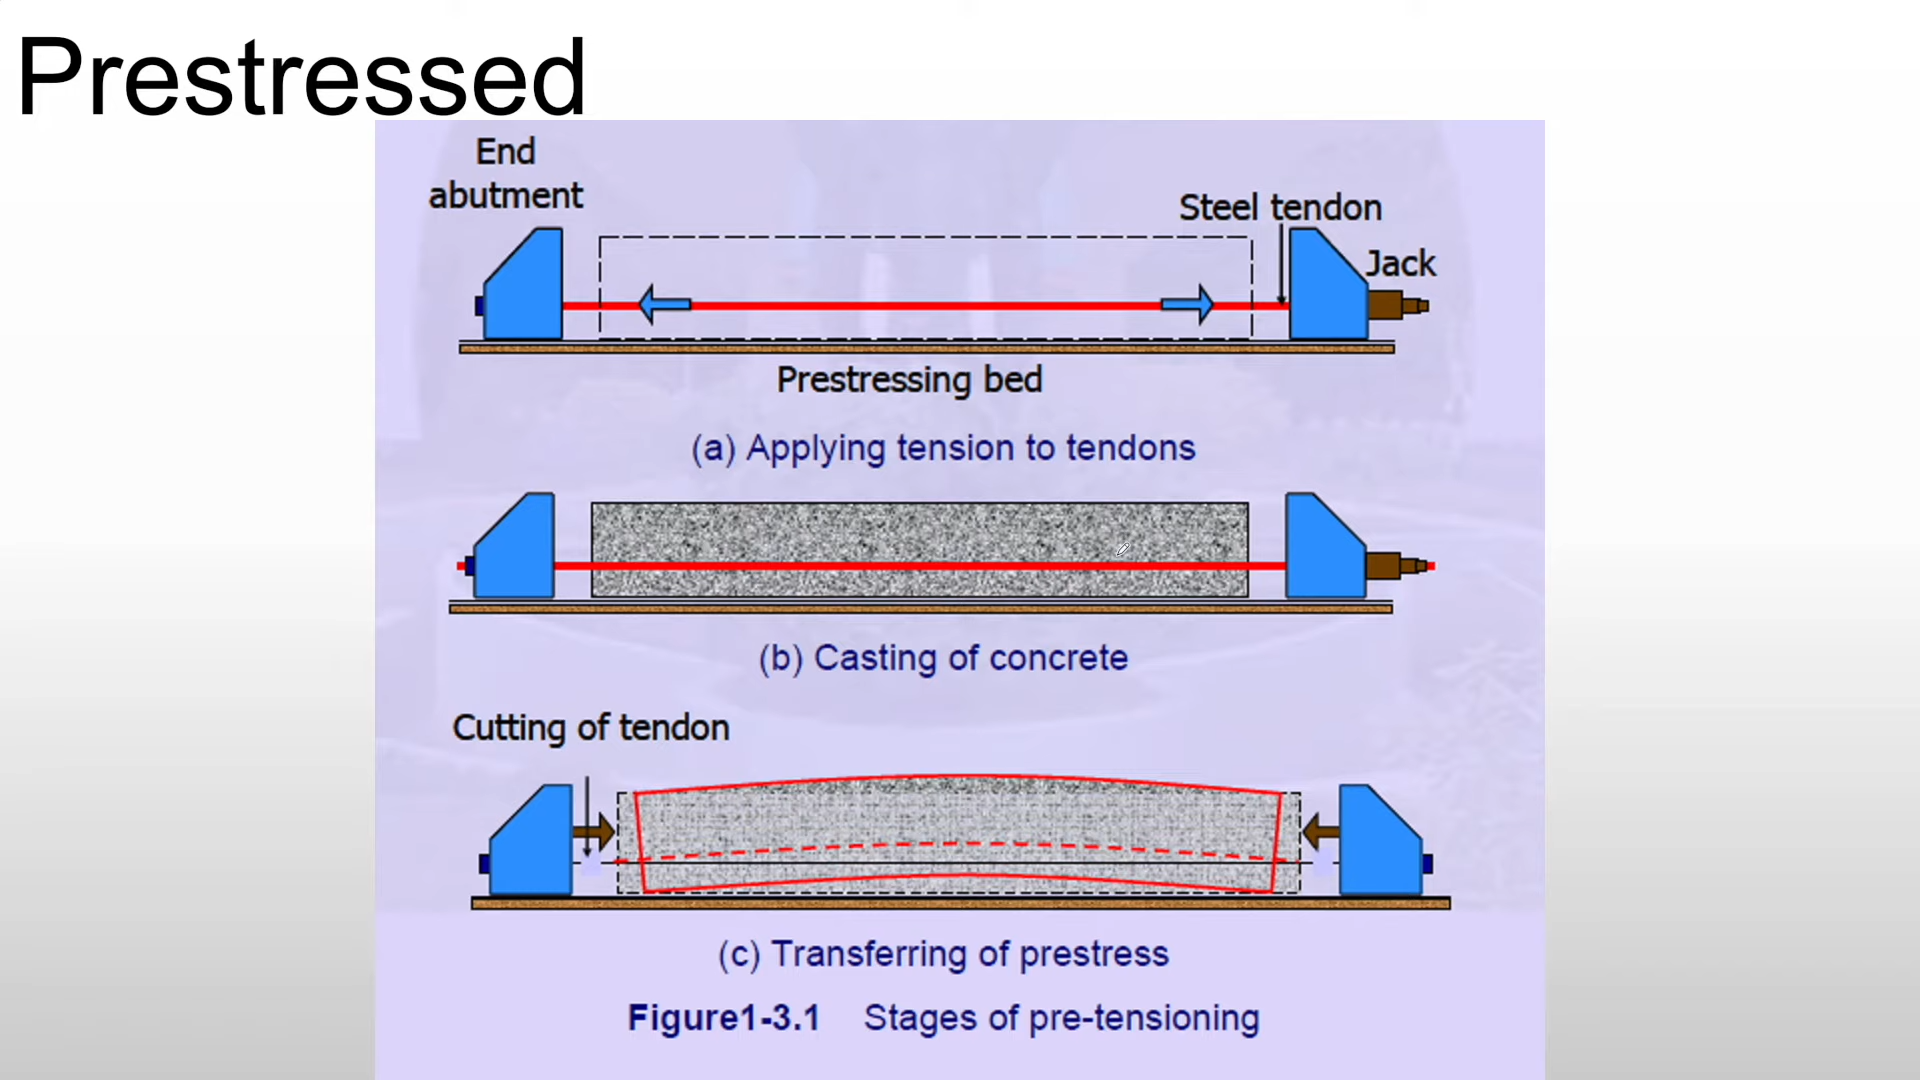 Prestressed
End
abutment
Steel tendon
Jack
Prestressing bed
(a) Applying tension to tendons
(b) Casting of concrete
Cutting of tendon
(c) Transferring of prestress
Figure1-3.1 Stages of pre-tensioning